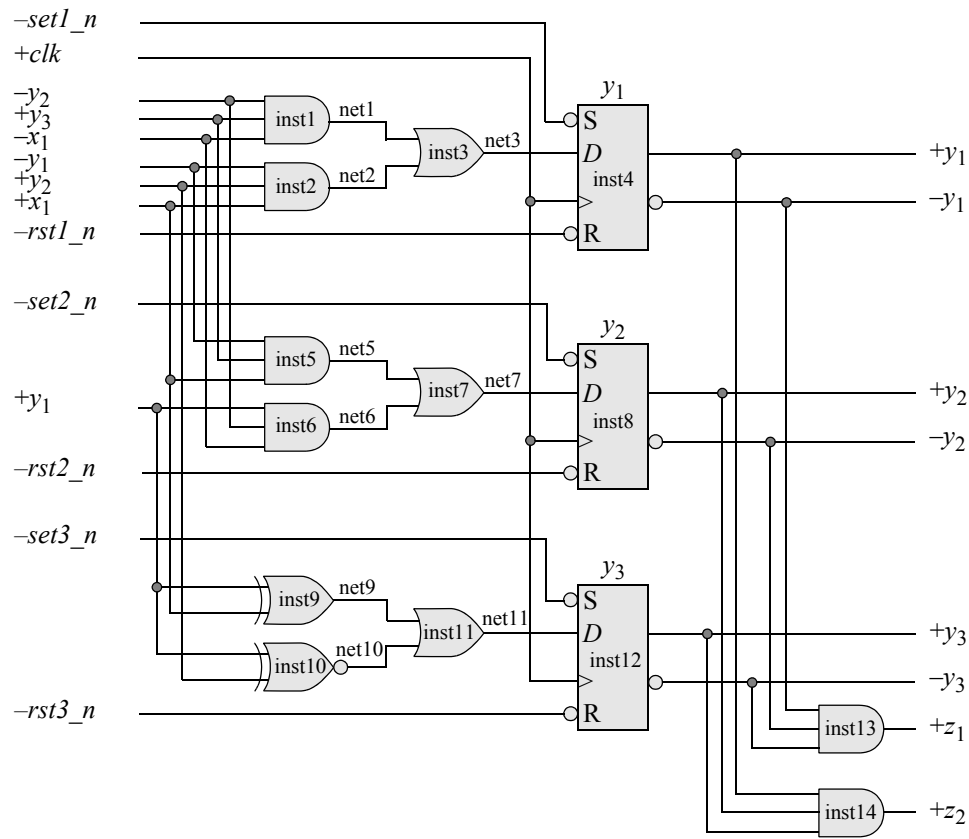 –set1_n
+clk
–y2
+y3
–x1
–y1
+y2
+x1
–rst1_n
inst1
net1
inst2
net2
inst3
net3
y1
S
D
inst4
R
+y1
–y1
–set2_n
+y1
–rst2_n
inst5
net5
inst6
net6
inst7
net7
y2
S
D
inst8
R
+y2
–y2
–set3_n
–rst3_n
inst9
net9
inst10
net10
inst11
net11
y3
S
D
inst12
R
+y3
–y3
inst13
+z1
inst14
+z2